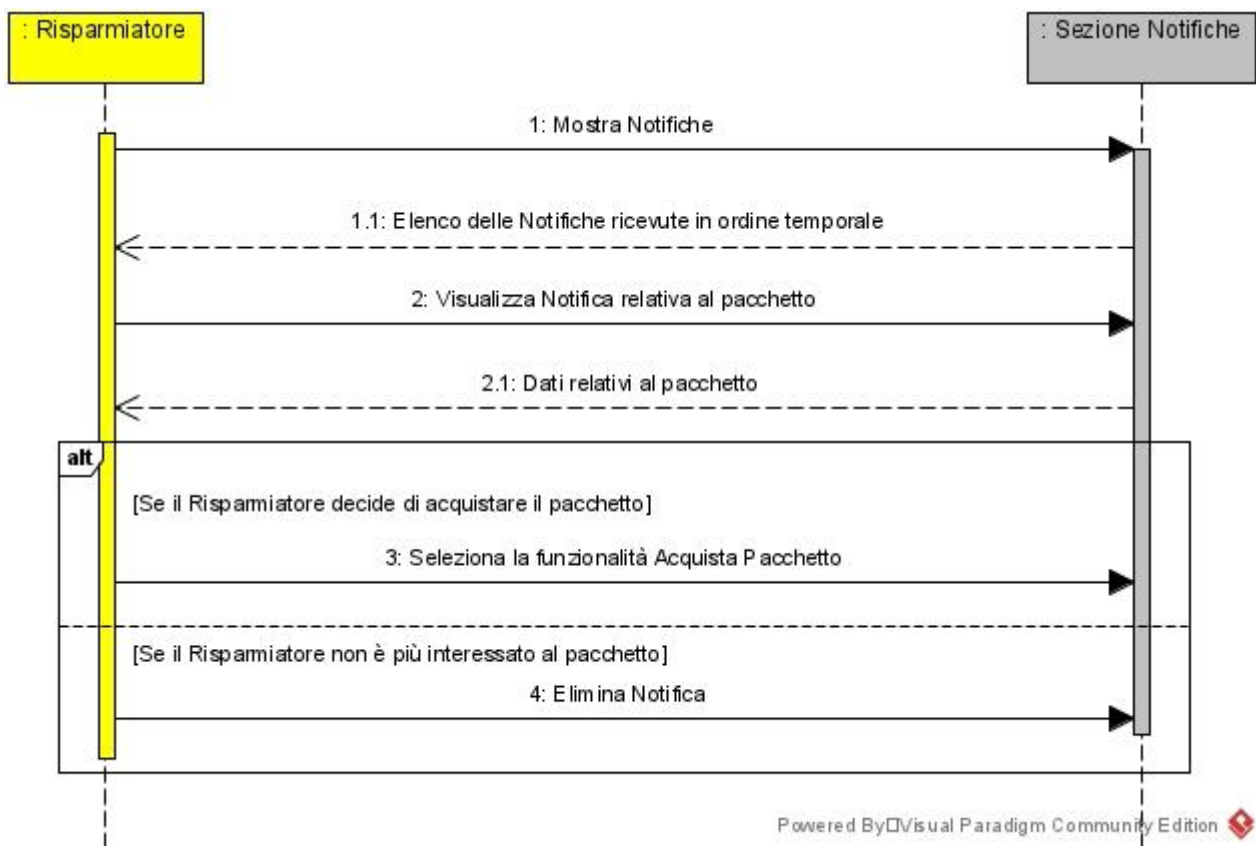 : Risparmiatore
: Sezione Notifiche
1: Mostra Notifiche
1.1: Elenco delle Notifiche ricevute in ordine temporale
2: Visualizza Notifica relativa al pacchetto
2.1: Dati relativi al pacchetto
alt
[Se il Risparmiatore decide di acquistare il pacchetto]
3: Seleziona la funzionalità Acquista Pacchetto
[Se il Risparmiatore non è più interessato al pacchetto]
4: Elimina Notifica
Powered By□Visual Paradigm Community Edition